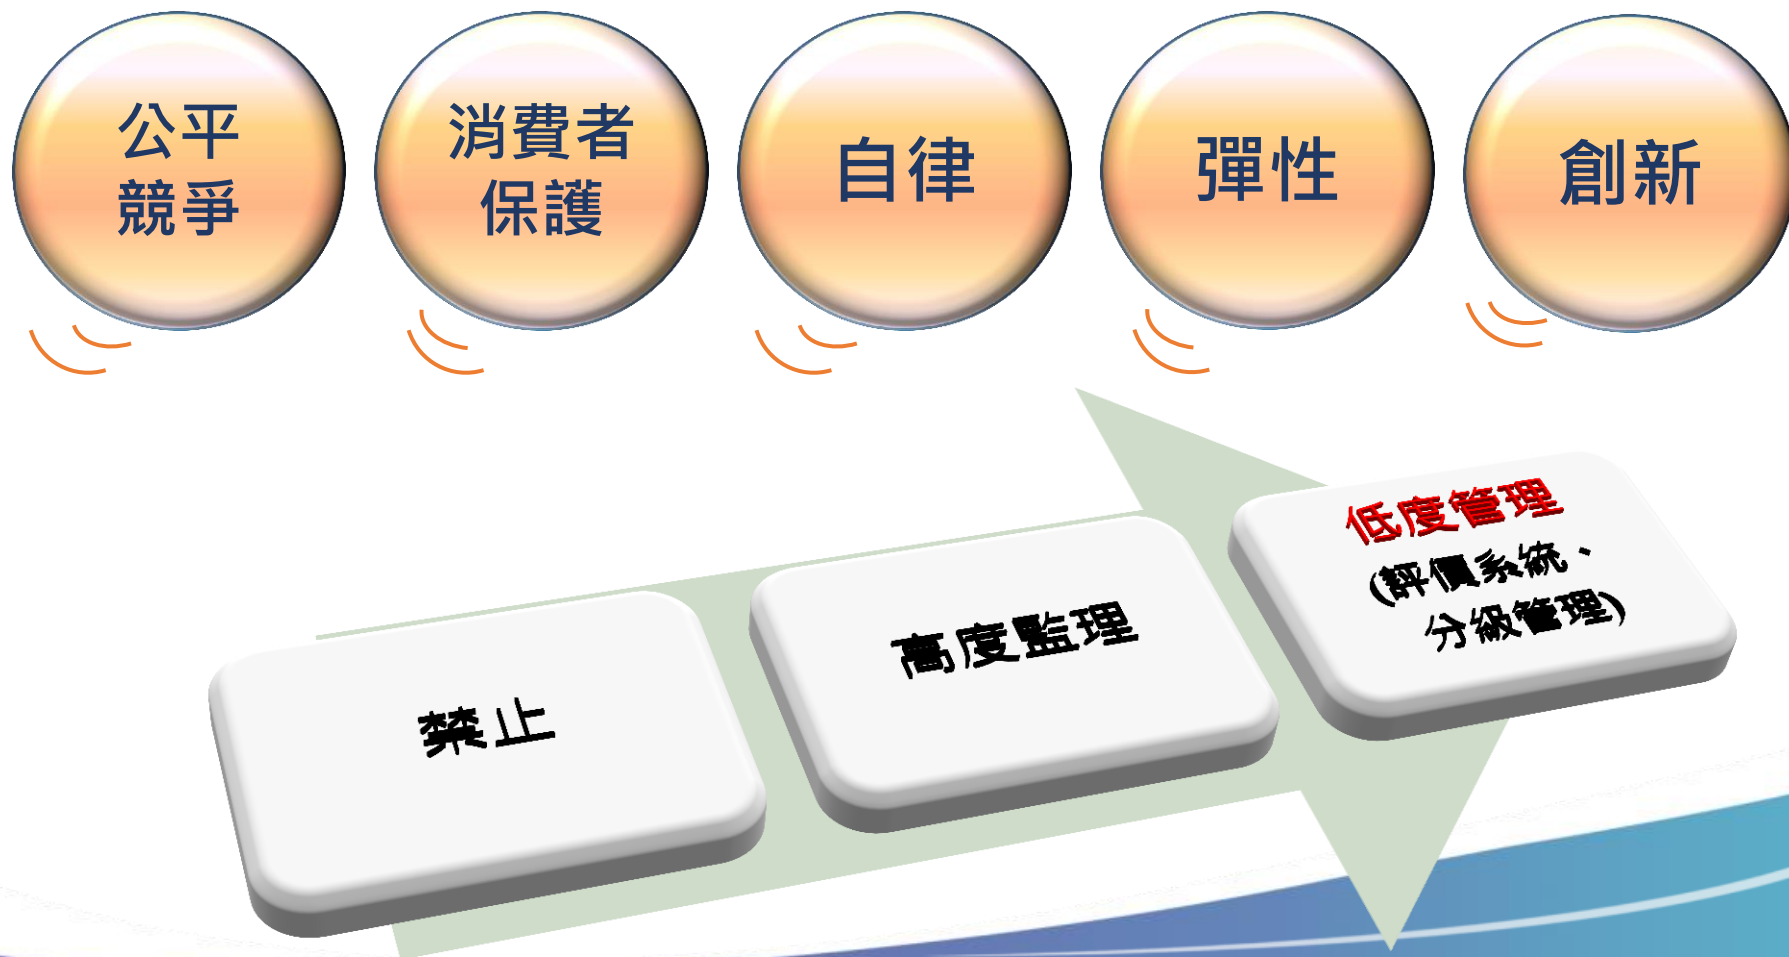 公平
競爭
消費者
保護
自律
彈性
創新
禁止
高度監理
低度管理
(評價系統、
分級管理)